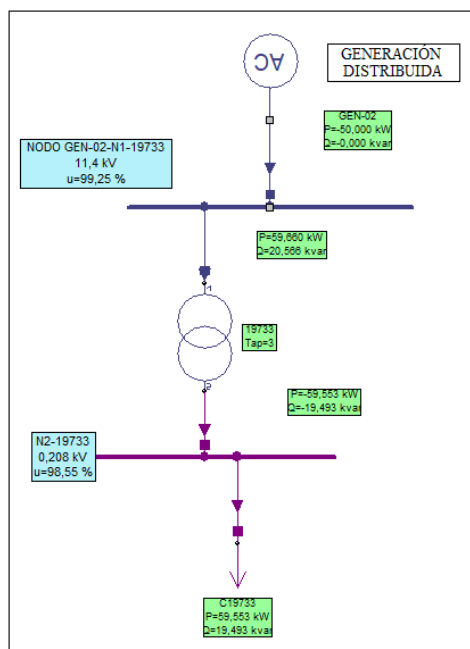 AC
GENERACIÓN
DISTRIBUIDA
GEN-02
P=-50,000 kW
Q=-0,000 kvar
NODO GEN-02-N1-19733
11,4 kV
u=99,25 %
P=59,660 kW
Q=20,566 kvar
1
19733
Tap=3
2
P=-59,553 kW
Q=-19,493 kvar
N2-19733
0,208 kV
u=98,55 %
C19733
P=59,553 kW
Q=19,493 kvar